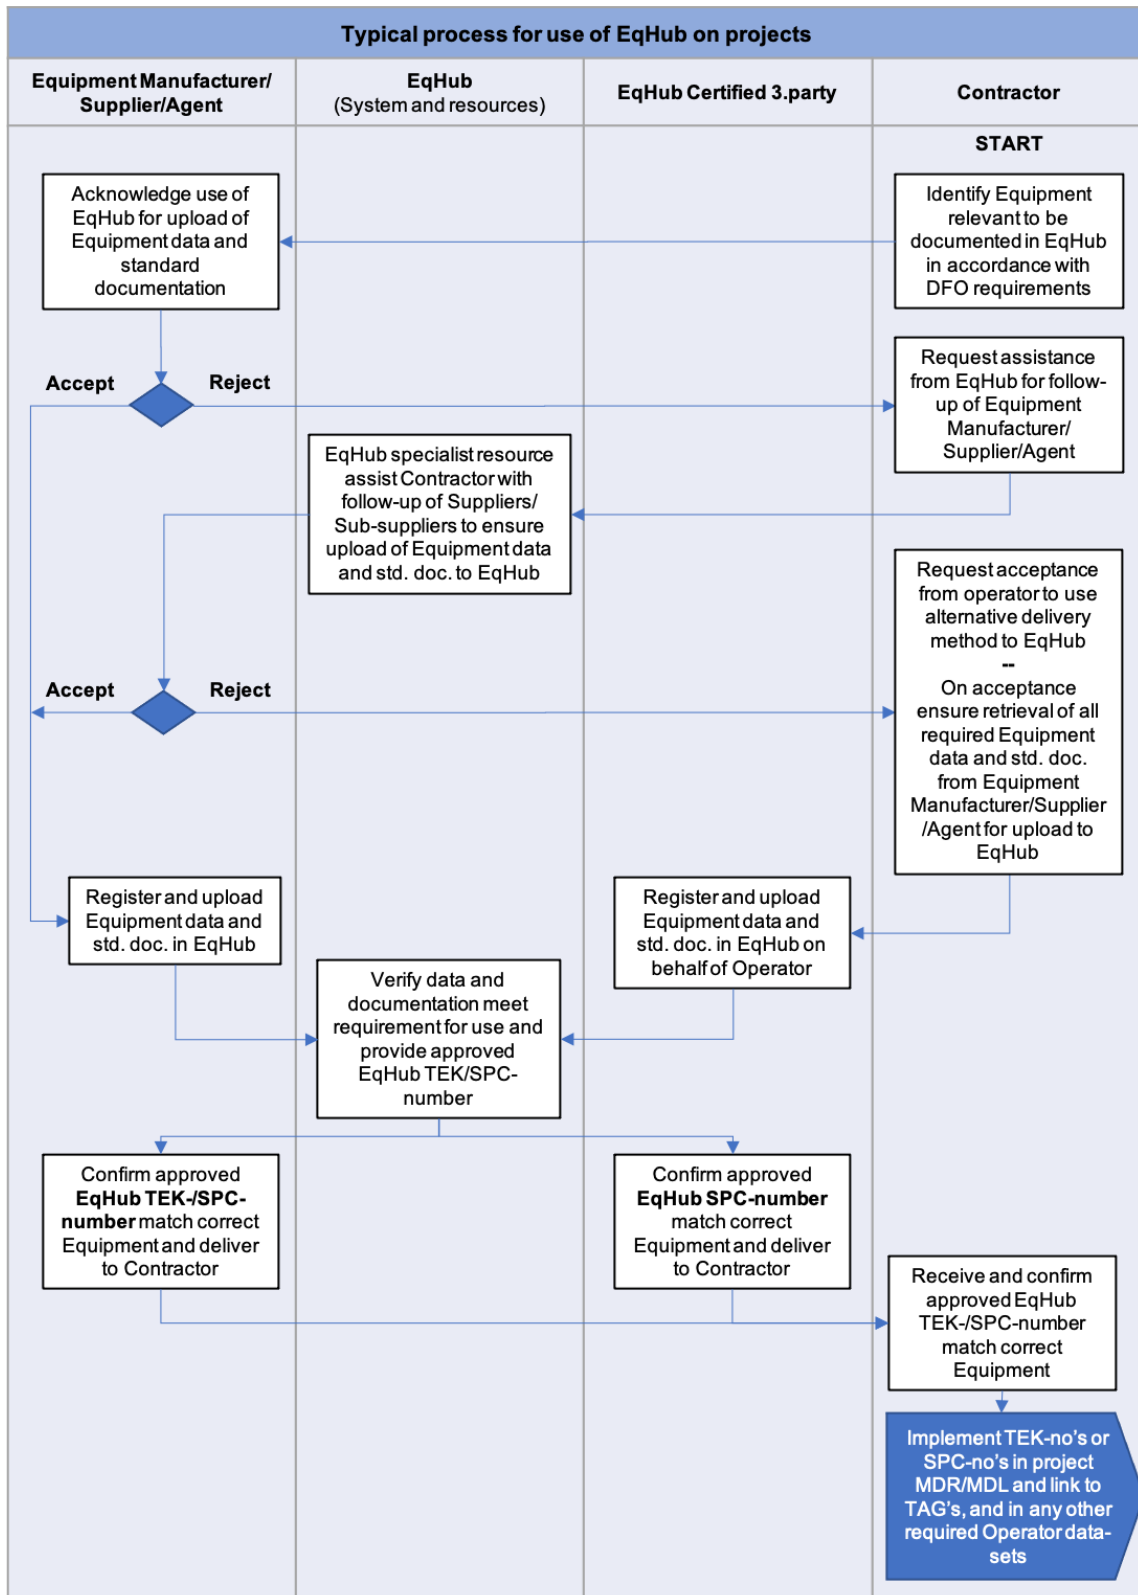 Typical process for use of EqHub on projects
Equipment Manufacturer/
Supplier/Agent
EqHub
(System and resources)
EqHub Certified 3.party
Contractor
START
Acknowledge use of
EqHub for upload of
Equipment data and
standard
documentation
Identify Equipment
relevant to be
documented in EqHub
in accordance with
DFO requirements
Accept
Reject
Request assistance
from EqHub for follow-
up of Equipment
Manufacturer/
Supplier/Agent
EqHub specialist resource
assist Contractor with
follow-up of Suppliers/
Sub-suppliers to ensure
upload of Equipment data
and std. doc. to EqHub
Request acceptance
from operator to use
alternative delivery
method to EqHub
--
On acceptance
ensure retrieval of all
required Equipment
data and std. doc.
from Equipment
Manufacturer/Supplier
/Agent for upload to
EqHub
Accept
Reject
Register and upload
Equipment data and
std. doc. in EqHub
Register and upload
Equipment data and
std. doc. in EqHub on
behalf of Operator
Verify data and
documentation meet
requirement for use and
provide approved
EqHub TEK/SPC-
number
Confirm approved
EqHub TEK-/SPC-
number match correct
Equipment and deliver
to Contractor
Confirm approved
EqHub SPC-number
match correct
Equipment and deliver
to Contractor
Receive and confirm
approved EqHub
TEK-/SPC-number
match correct
Equipment
Implement TEK-no's or
SPC-no's in project
MDR/MDL and link to
TAG's, and in any other
required Operator data-
sets